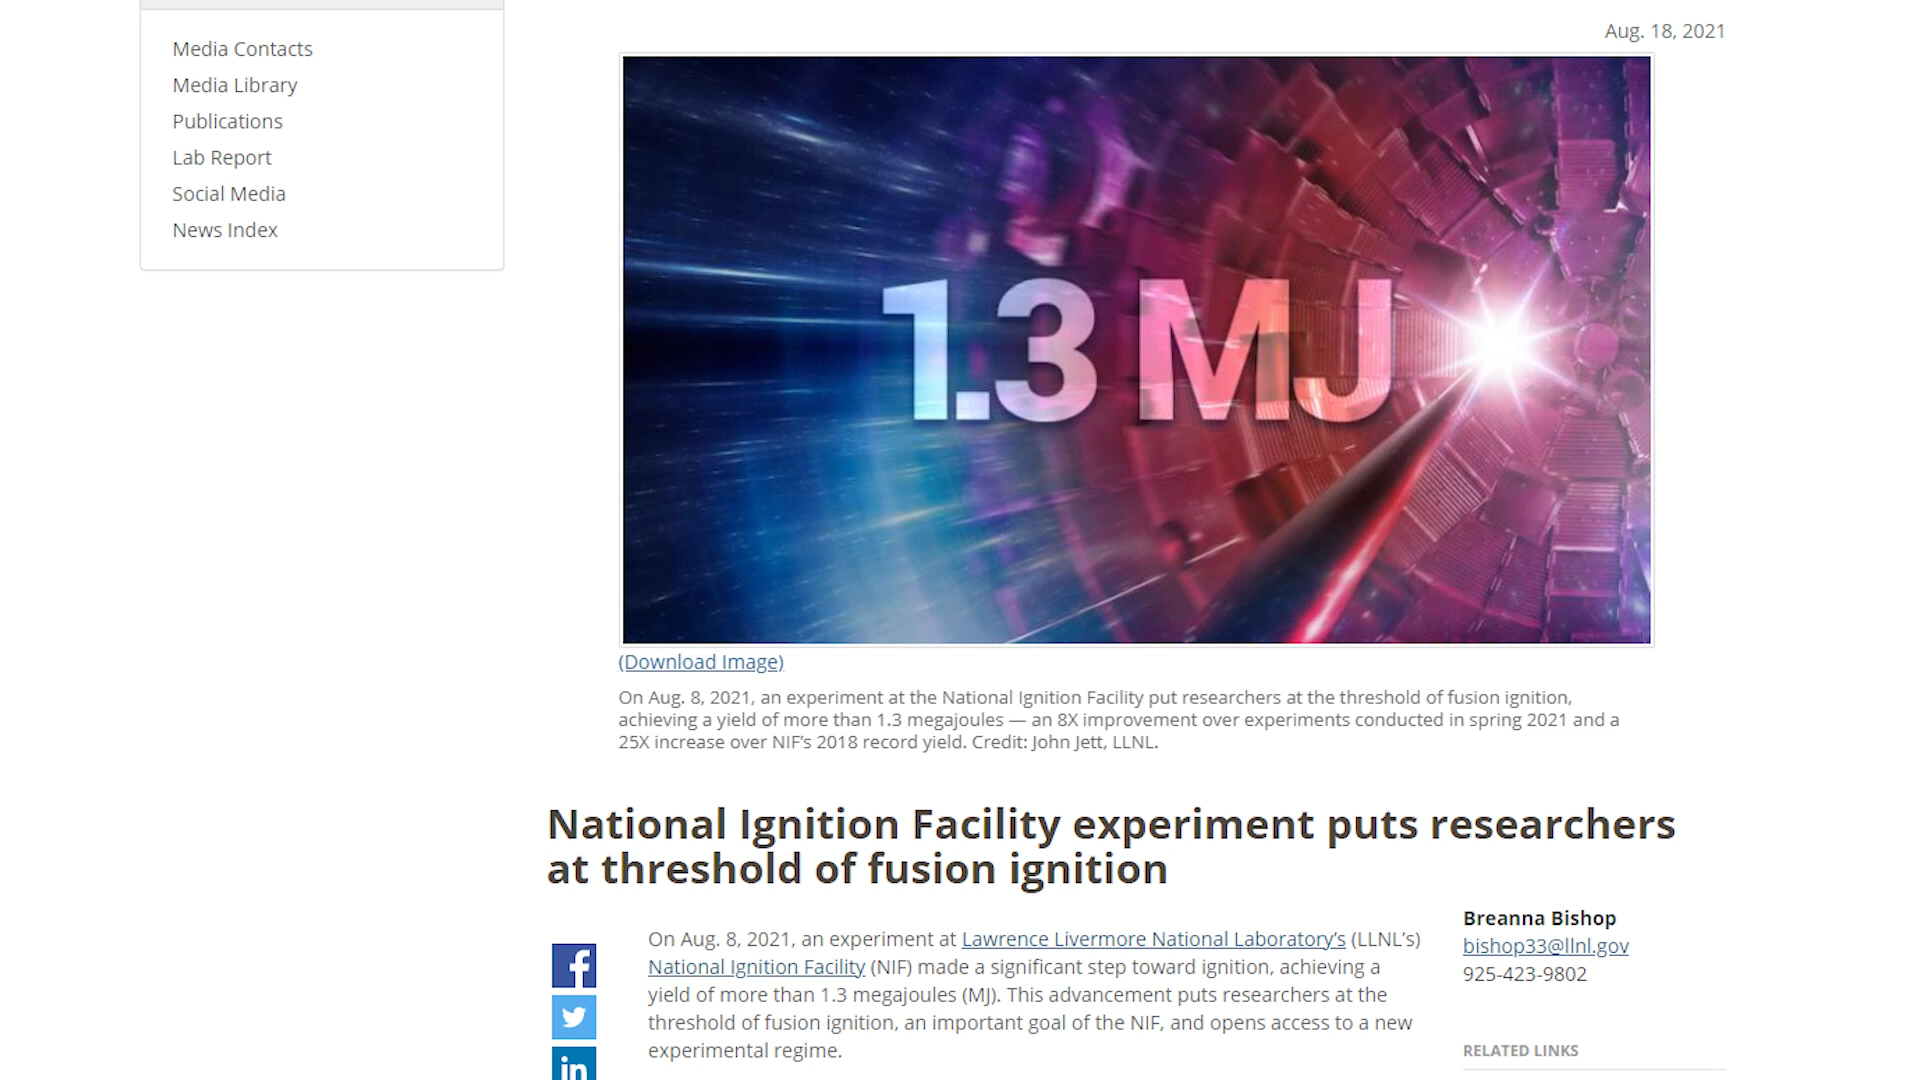 Media Contacts
Media Library
Publications
Lab Report
Social Media
News Index
Aug. 18, 2021
1.3 MJ
(Download Image)
On Aug. 8, 2021, an experiment at the National Ignition Facility put researchers at the threshold of fusion ignition,
achieving a yield of more than 1.3 megajoules — an 8X improvement over experiments conducted in spring 2021 and a
25X increase over NIF’s 2018 record yield. Credit: John Jett, LLNL.
National Ignition Facility experiment puts researchers
at threshold of fusion ignition
f
in
On Aug. 8, 2021, an experiment at Lawrence Livermore National Laboratory’s (LLNL’s)
National Ignition Facility (NIF) made a significant step toward ignition, achieving a
yield of more than 1.3 megajoules (MJ). This advancement puts researchers at the
threshold of fusion ignition, an important goal of the NIF, and opens access to a new
experimental regime.
Breanna Bishop
bishop33@llnl.gov
925-423-9802
RELATED LINKS